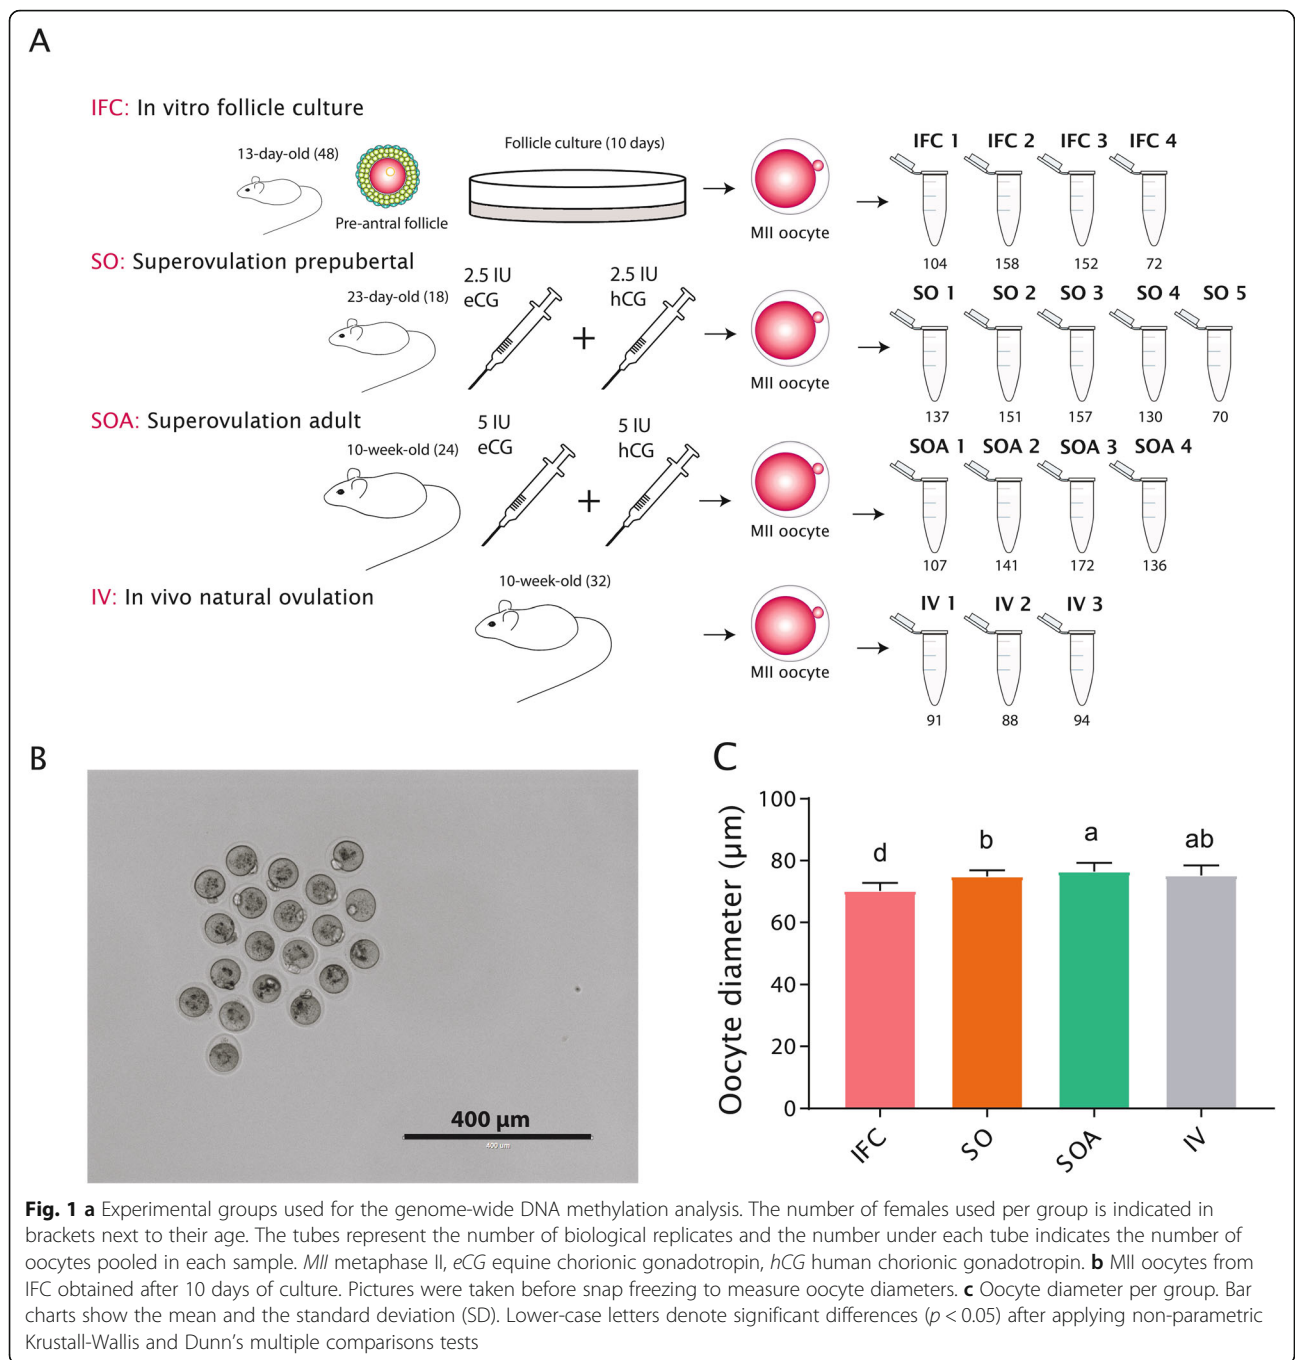 A
IFC: In vitro follicle culture
13-day-old (48)
Pre-antral follicle
Follicle culture (10 days)
MII oocyte
IFC 1 IFC 2 IFC 3 IFC 4
104 158 152 72
SO: Superovulation prepubertal
23-day-old (18)
2.5 IU
eCG
+
2.5 IU
hCG
MII oocyte
SO 1 SO 2 SO 3 SO 4 SO 5
137 151 157 130 70
SOA: Superovulation adult
10-week-old (24)
5 IU
eCG
+
5 IU
hCG
MII oocyte
SOA 1 SOA 2 SOA 3 SOA 4
107 141 172 136
IV: In vivo natural ovulation
10-week-old (32)
MII oocyte
IV 1 IV 2 IV 3
91 88 94
B
400 µm
400 um
C
Oocyte diameter (µm)
100
80
60
40
20
0
d b a ab
IFC SO SOA IV
Fig. 1 a Experimental groups used for the genome-wide DNA methylation analysis. The number of females used per group is indicated in
brackets next to their age. The tubes represent the number of biological replicates and the number under each tube indicates the number of
oocytes pooled in each sample. MII metaphase II, eCG equine chorionic gonadotropin, hCG human chorionic gonadotropin. b MII oocytes from
IFC obtained after 10 days of culture. Pictures were taken before snap freezing to measure oocyte diameters. c Oocyte diameter per group. Bar
charts show the mean and the standard deviation (SD). Lower-case letters denote significant differences (p < 0.05) after applying non-parametric
Krustall-Wallis and Dunn's multiple comparisons tests